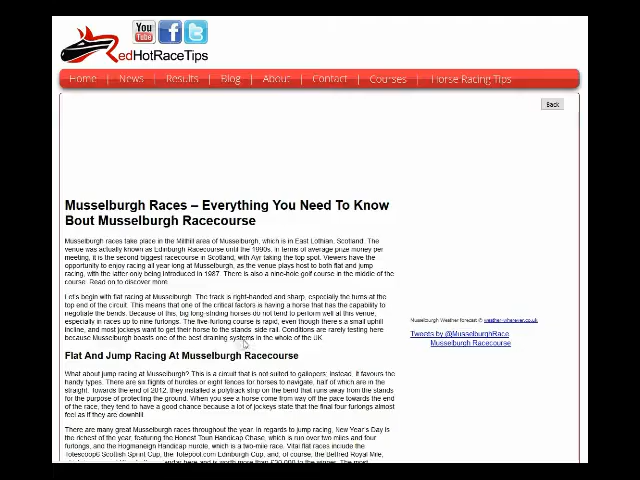 You
Tube
RedHotRaceTips
Home | News | Results | Blog | About | Contact | Courses | Horse Racing Tips
Back
Musselburgh Races – Everything You Need To Know
Bout Musselburgh Racecourse
Musselburgh races take place in the Millhill area of Musselburgh, which is in East Lothian, Scotland. The
venue was actually known as Edinburgh Racecourse until the 1990s. In terms of average prize money per
meeting, it is the second biggest racecourse in Scotland, with Ayr taking the top spot. Viewers have the
opportunity to enjoy racing all year long at Musselburgh, as the venue plays host to both flat and jump
racing, with the latter only being introduced in 1987. There is also a nine-hole golf course in the middle of the
course. Read on to discover more.
Let's begin with flat racing at Musselburgh. The track is right-handed and sharp, especially the turns at the
top end of the circuit. This means that one of the critical factors is having a horse that has the capability to
negotiate the bends. Because of this, big long-striding horses do not tend to perform well at this venue,
especially in races up to nine furlongs. The five furlong course is rapid, even though there's a small uphill
incline, and most jockeys want to get their horse to the stands' side rail. Conditions are rarely testing here
because Musselburgh boasts one of the best draining systems in the whole of the UK.
Musselburgh Weather forecast © weather-wherever.co.uk
Tweets by @MusselburghRace
Musselburgh Racecourse
Flat And Jump Racing At Musselburgh Racecourse
What about jump racing at Musselburgh? This is a circuit that is not suited to gallopers; instead, it favours the
handy types. There are six flights of hurdles or eight fences for horses to navigate, half of which are in the
straight. Towards the end of 2012, they installed a polytrack strip on the bend that runs away from the stands
for the purpose of protecting the ground. When you see a horse come from way off the pace towards the end
of the race, they tend to have a good chance because a lot of jockeys state that the final four furlongs almost
feel as if they are downhill.
There are many great Musselburgh races throughout the year. In regards to jump racing, New Year's Day is
the richest of the year, featuring the Honest Toun Handicap Chase, which is run over two miles and four
furlongs, and the Hogmaneigh Handicap Hurdle, which is a two-mile race. Vital flat races include the
Totescoop6 Scottish Sprint Cup, the Totepool.com Edinburgh Cup, and, of course, the Betfred Royal Mile,